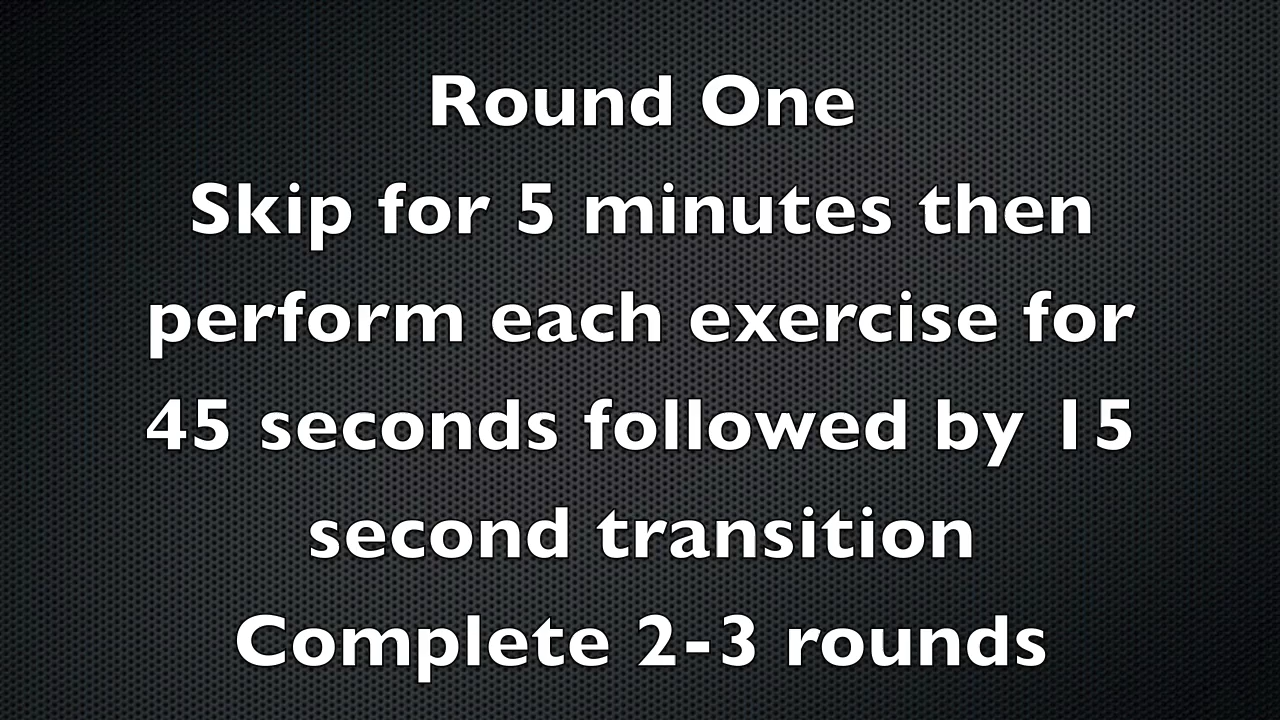 Round One
Skip for 5 minutes then
perform each exercise for
45 seconds followed by 15
second transition
Complete 2-3 rounds